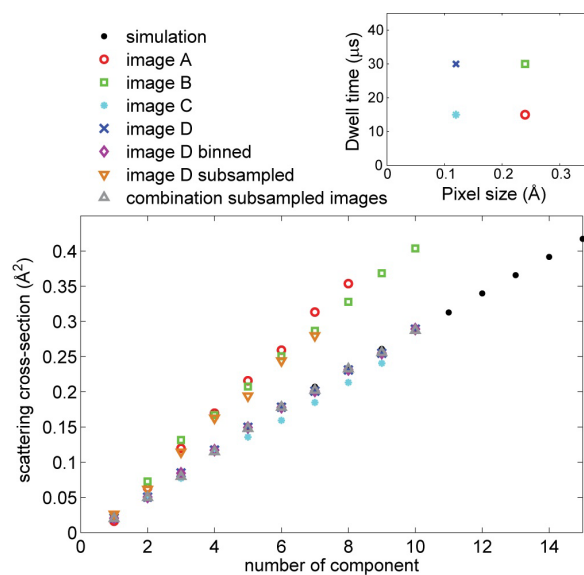 simulation
image A
image B
image C
image D
image D binned
image D subsampled
combination subsampled images
Dwell time (μs)
45
30
15
0
0
0.1
0.2
0.3
Pixel size (Å)
scattering cross-section (Å²)
0.4
0.35
0.3
0.25
0.2
0.15
0.1
0.05
0
0
2
4
6
8
10
12
14
number of component